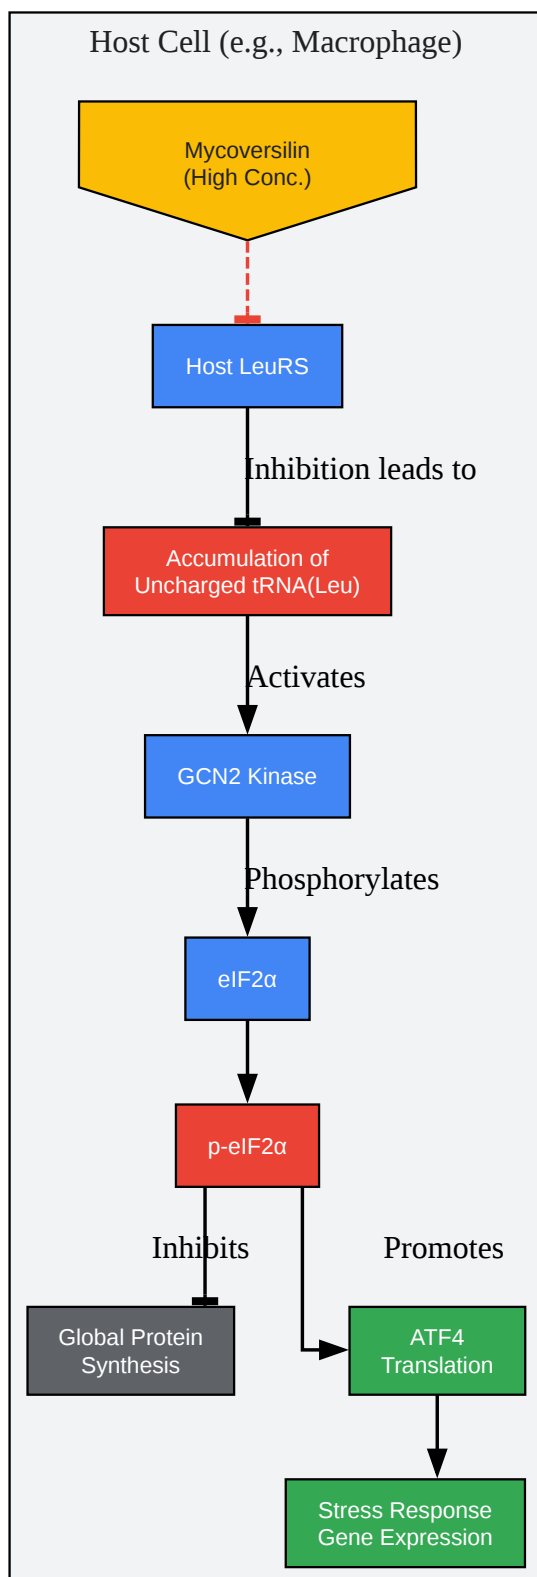 Host Cell (e.g., Macrophage)
Mycoversilin
(High Conc.)
Host LeuRS
Inhibition leads to
Accumulation of
Uncharged tRNA(Leu)
Activates
GCN2 Kinase
Phosphorylates
eIF2α
p-eIF2α
Inhibits
Promotes
Global Protein
Synthesis
ATF4
Translation
Stress Response
Gene Expression